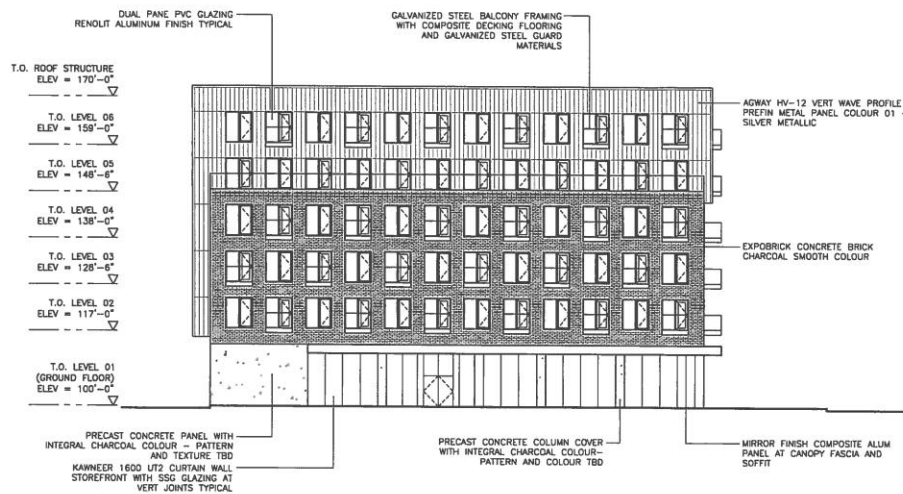 DUAL PANE PVC GLAZING
RENOLIT ALUMINUM FINISH TYPICAL
GALVANIZED STEEL BALCONY FRAMING
WITH COMPOSITE DECKING FLOORING
AND GALVANIZED STEEL GUARD
MATERIALS
T.O. ROOF STRUCTURE
ELEV = 170'-0"
T.O. LEVEL 06
ELEV = 159'-0"
T.O. LEVEL 05
ELEV = 148'-6"
T.O. LEVEL 04
ELEV = 138'-0"
T.O. LEVEL 03
ELEV = 128'-6"
T.O. LEVEL 02
ELEV = 117'-0"
T.O. LEVEL 01
(GROUND FLOOR)
ELEV = 100'-0"
AGWAY HV-12 VERT WAVE PROFILE
PREFIN METAL PANEL COLOUR 01 -
SILVER METALLIC
EXPOBRICK CONCRETE BRICK
CHARCOAL SMOOTH COLOUR
PRECAST CONCRETE PANEL WITH
INTEGRAL CHARCOAL COLOUR - PATTERN
AND TEXTURE TBD
KAWNEER 1600 UT2 CURTAIN WALL
STOREFRONT WITH SSG GLAZING AT
VERT JOINTS TYPICAL
PRECAST CONCRETE COLUMN COVER
WITH INTEGRAL CHARCOAL COLOUR-
PATTERN AND COLOUR TBD
MIRROR FINISH COMPOSITE ALUM
PANEL AT CANOPY FASCIA AND
SOFFIT